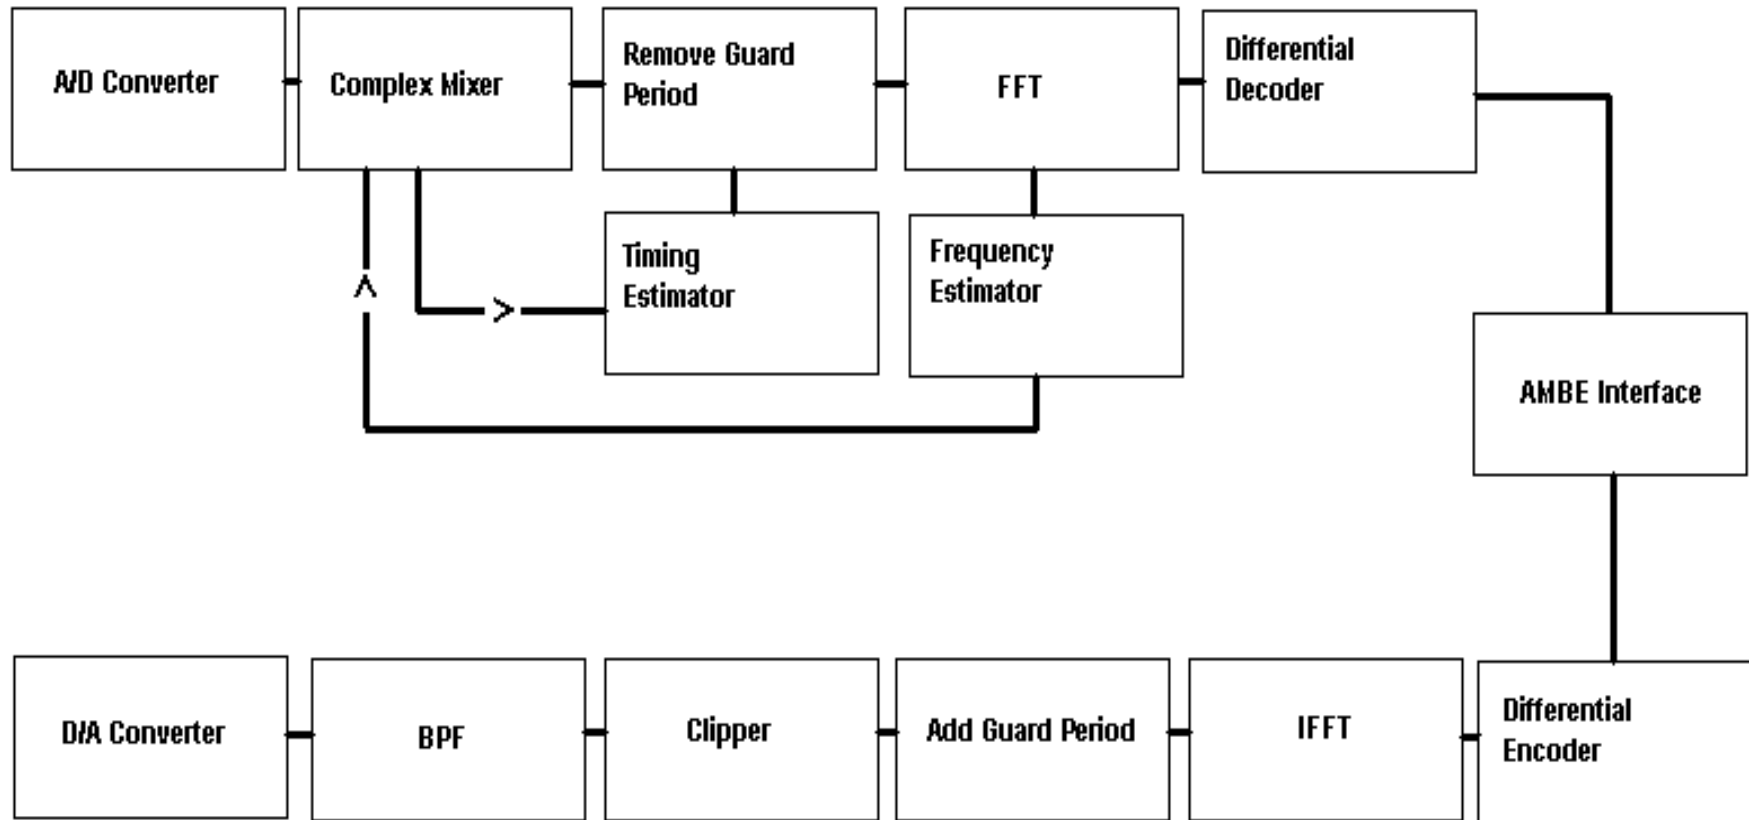 A/D Converter
Complex Mixer
Remove Guard
Period
FFT
Differential
Decoder
Timing
Estimator
Frequency
Estimator
AMBE Interface
D/A Converter
BPF
Clipper
Add Guard Period
IFFT
Differential
Encoder